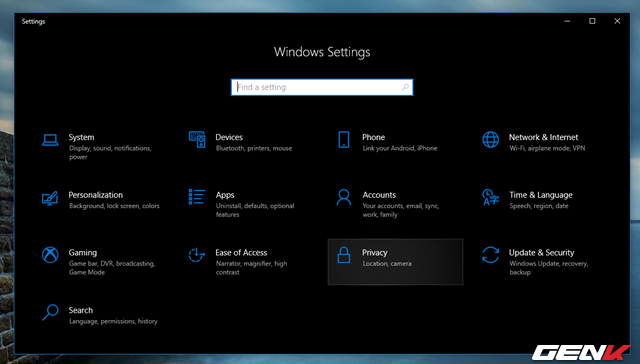 Settings
Windows Settings
Find a setting
System
Display, sound, notifications,
power
Devices
Bluetooth, printers, mouse
Phone
Link your Android, iPhone
Network & Internet
Wi-Fi, airplane mode, VPN
Personalization
Background, lock screen, colors
Apps
Uninstall, defaults, optional
features
Accounts
Your accounts, email, sync,
work, family
Time & Language
Speech, region, date
Gaming
Game bar, DVR, broadcasting,
Game Mode
Ease of Access
Narrator, magnifier, high
contrast
Privacy
Location, camera
Update & Security
Windows Update, recovery,
backup
Search
Language, permissions, history
GENK